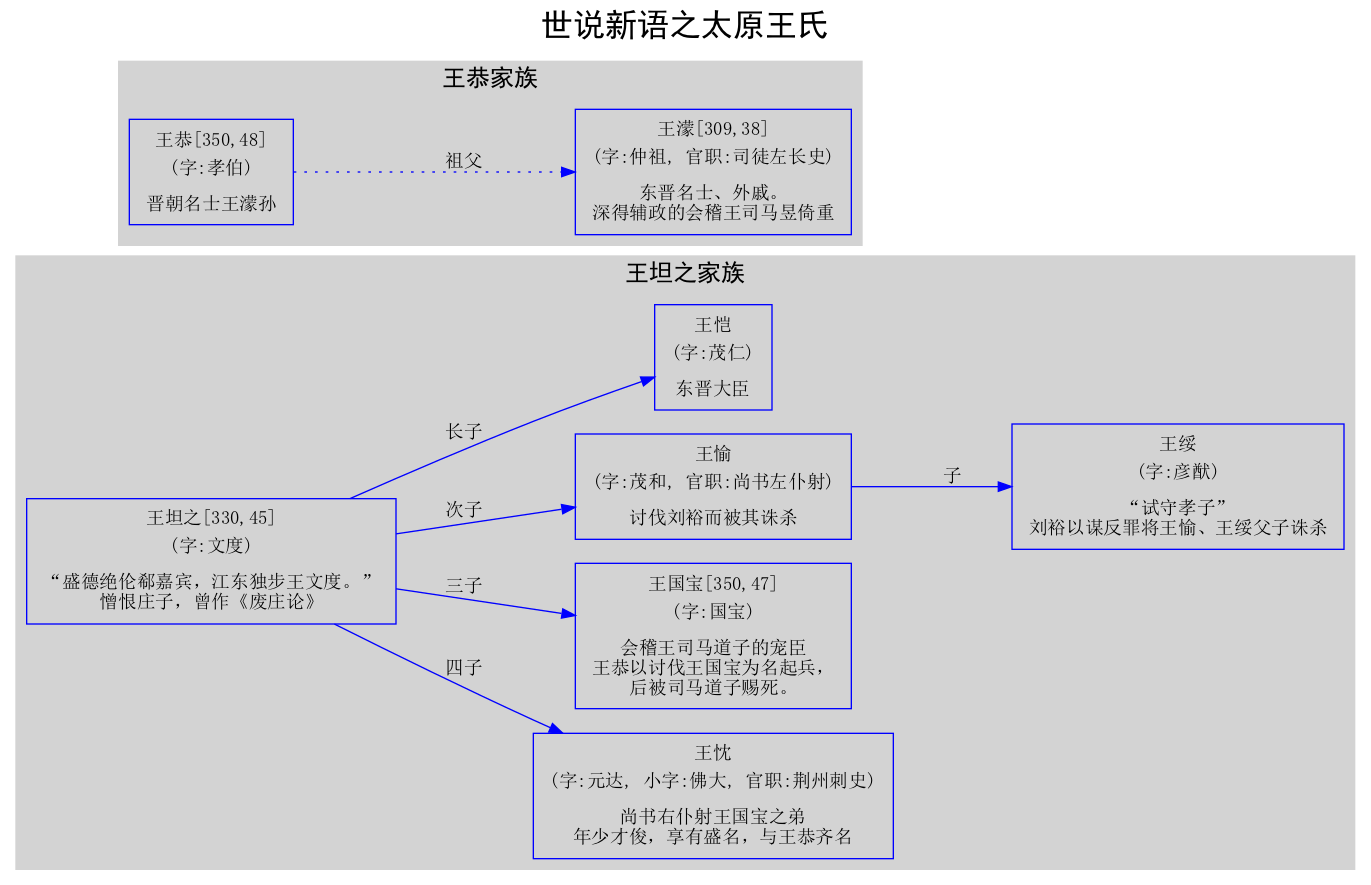 世说新语之太原王氏
王恭家族
王恭[350,48]
(字:孝伯)
晋朝名士王濛孙
祖父
王濛[309,38]
(字:仲祖, 官职:司徒左长史)
东晋名士、外戚。
深得辅政的会稽王司马昱倚重
王坦之家族
王坦之[330,45]
(字:文度)
“盛德绝伦郗嘉宾，江东独步王文度。”
憎恨庄子，曾作《废庄论》
长子
次子
三子
四子
王恺
(字:茂仁)
东晋大臣
王愉
(字:茂和, 官职:尚书左仆射)
讨伐刘裕而被其诛杀
子
王绥
(字:彦猷)
“试守孝子”
刘裕以谋反罪将王愉、王绥父子诛杀
王国宝[350,47]
(字:国宝)
会稽王司马道子的宠臣
王恭以讨伐王国宝为名起兵，
后被司马道子赐死。
王忱
(字:元达, 小字:佛大, 官职:荆州刺史)
尚书右仆射王国宝之弟
年少才俊，享有盛名，与王恭齐名